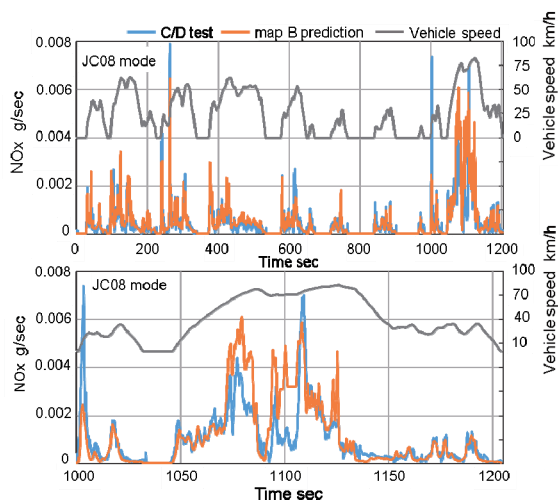 C/D test map B prediction Vehicle speed
0.008 100
JC08 mode
0.006 75
50
0.004 25
0
0.002
0
NOx g/sec
Vehicle speed km/h
0 200 400 600 800 1000 1200
Time sec
0.008 100
JC08 mode
0.006 70
40
0.004 10
0.002
0
NOx g/sec
Vehicle speed km/h
1000 1050 1100 1150 1200
Time sec